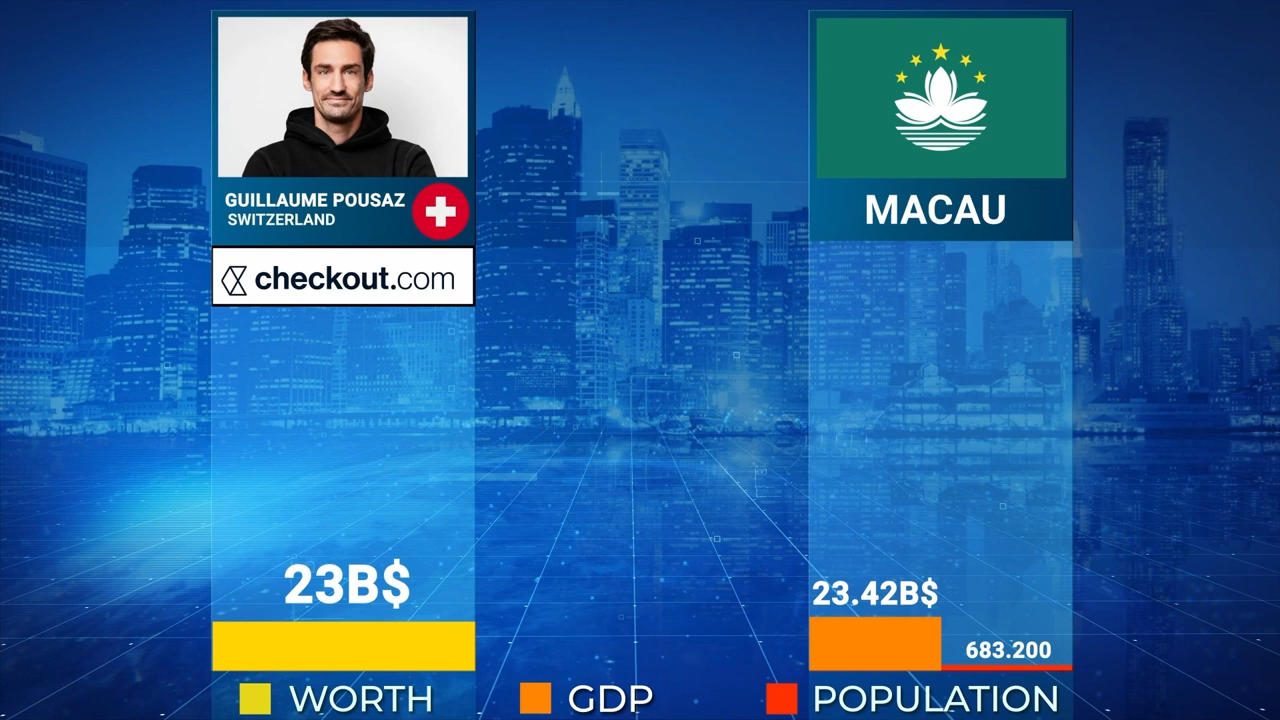 GUILLAUME POUSAZ
SWITZERLAND
checkout.com
23B$
MACAU
23.42B$
683.200
WORTH
GDP
POPULATION